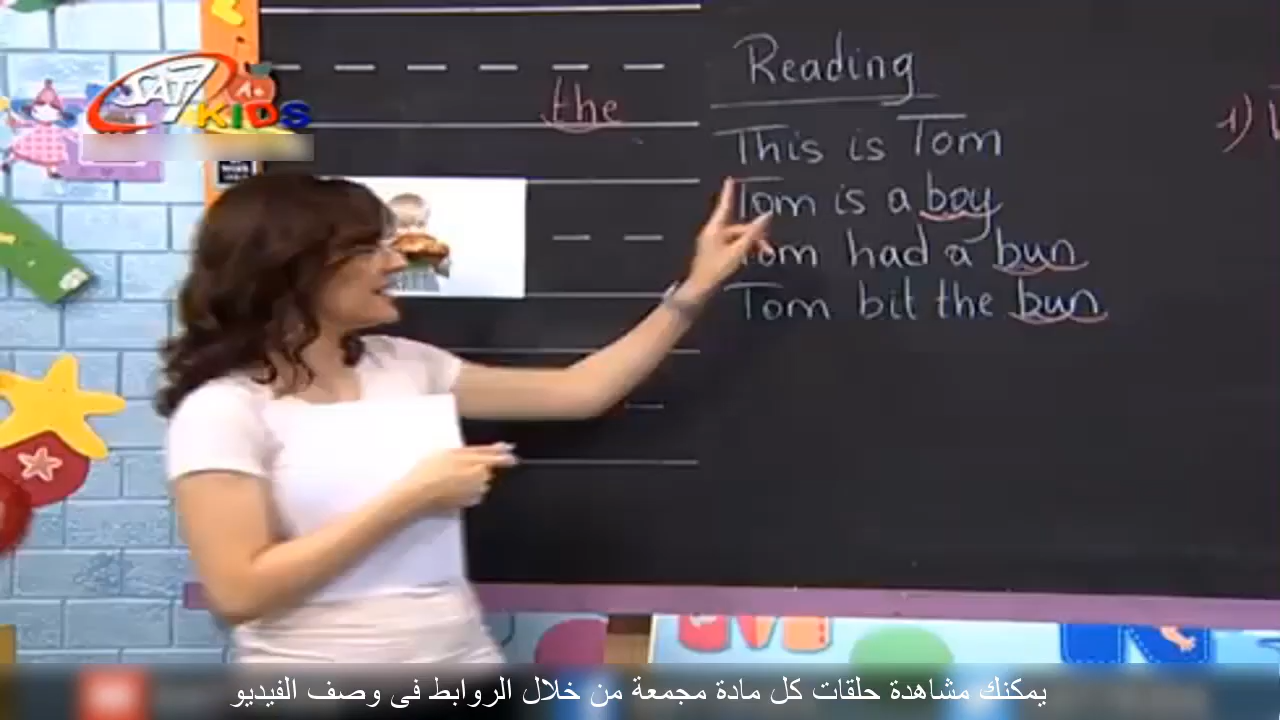 SAT7
KIDS
the
Reading
This is Tom
Tom is a boy
Tom had a bun
Tom bit the bun
1)
يمكنك مشاهدة حلقات كل مادة مجمعة من خلال الروابط فى وصف الفيديو